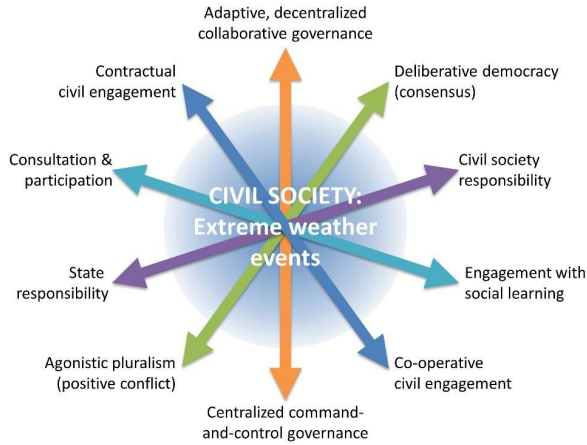 Adaptive, decentralized
collaborative governance
Contractual
civil engagement
Deliberative democracy
(consensus)
Consultation &
participation
Civil society
responsibility
CIVIL SOCIETY:
Extreme weather
events
State
responsibility
Engagement with
social learning
Agonistic pluralism
(positive conflict)
Co-operative
civil engagement
Centralized command-
and-control governance